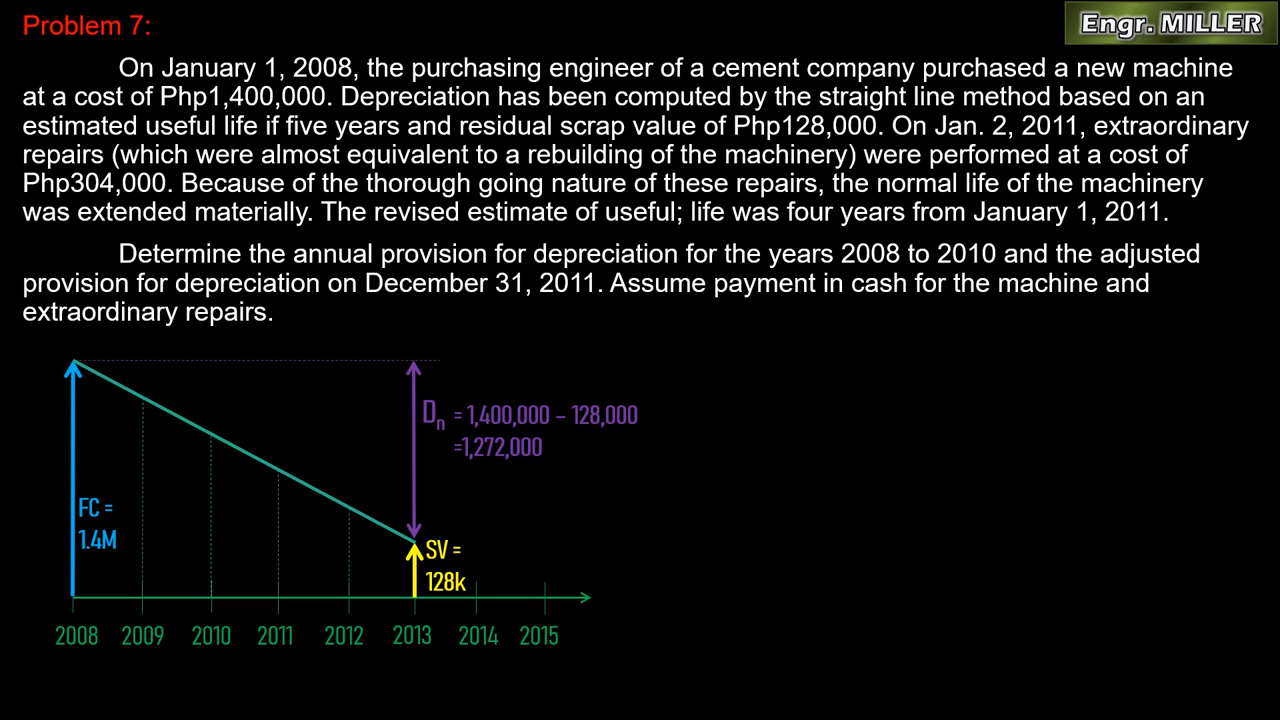 Problem 7:
Engr. MILLER
On January 1, 2008, the purchasing engineer of a cement company purchased a new machine
at a cost of Php1,400,000. Depreciation has been computed by the straight line method based on an
estimated useful life if five years and residual scrap value of Php128,000. On Jan. 2, 2011, extraordinary
repairs (which were almost equivalent to a rebuilding of the machinery) were performed at a cost of
Php304,000. Because of the thorough going nature of these repairs, the normal life of the machinery
was extended materially. The revised estimate of useful; life was four years from January 1, 2011.
Determine the annual provision for depreciation for the years 2008 to 2010 and the adjusted
provision for depreciation on December 31, 2011. Assume payment in cash for the machine and
extraordinary repairs.
Dn = 1,400,000 – 128,000
=1,272,000
FC =
1.4M
SV =
128k
2008 2009 2010 2011 2012 2013 2014 2015